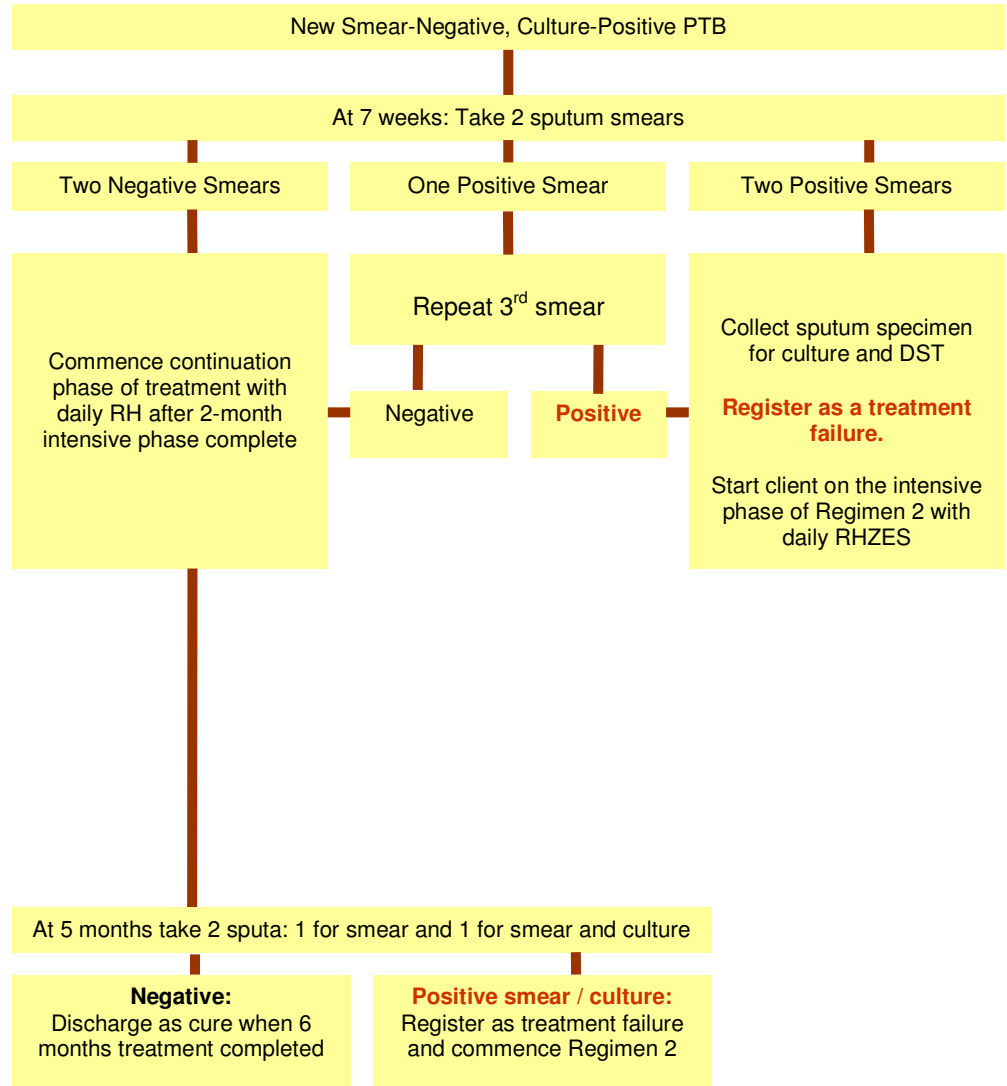 New Smear-Negative, Culture-Positive PTB
At 7 weeks: Take 2 sputum smears
Two Negative Smears
One Positive Smear
Two Positive Smears
Commence continuation
phase of treatment with
daily RH after 2-month
intensive phase complete
Repeat 3rd smear
Negative
Positive
Collect sputum specimen
for culture and DST
Register as a treatment
failure.
Start client on the intensive
phase of Regimen 2 with
daily RHZES
At 5 months take 2 sputa: 1 for smear and 1 for smear and culture
Negative:
Discharge as cure when 6
months treatment completed
Positive smear / culture:
Register as treatment failure
and commence Regimen 2